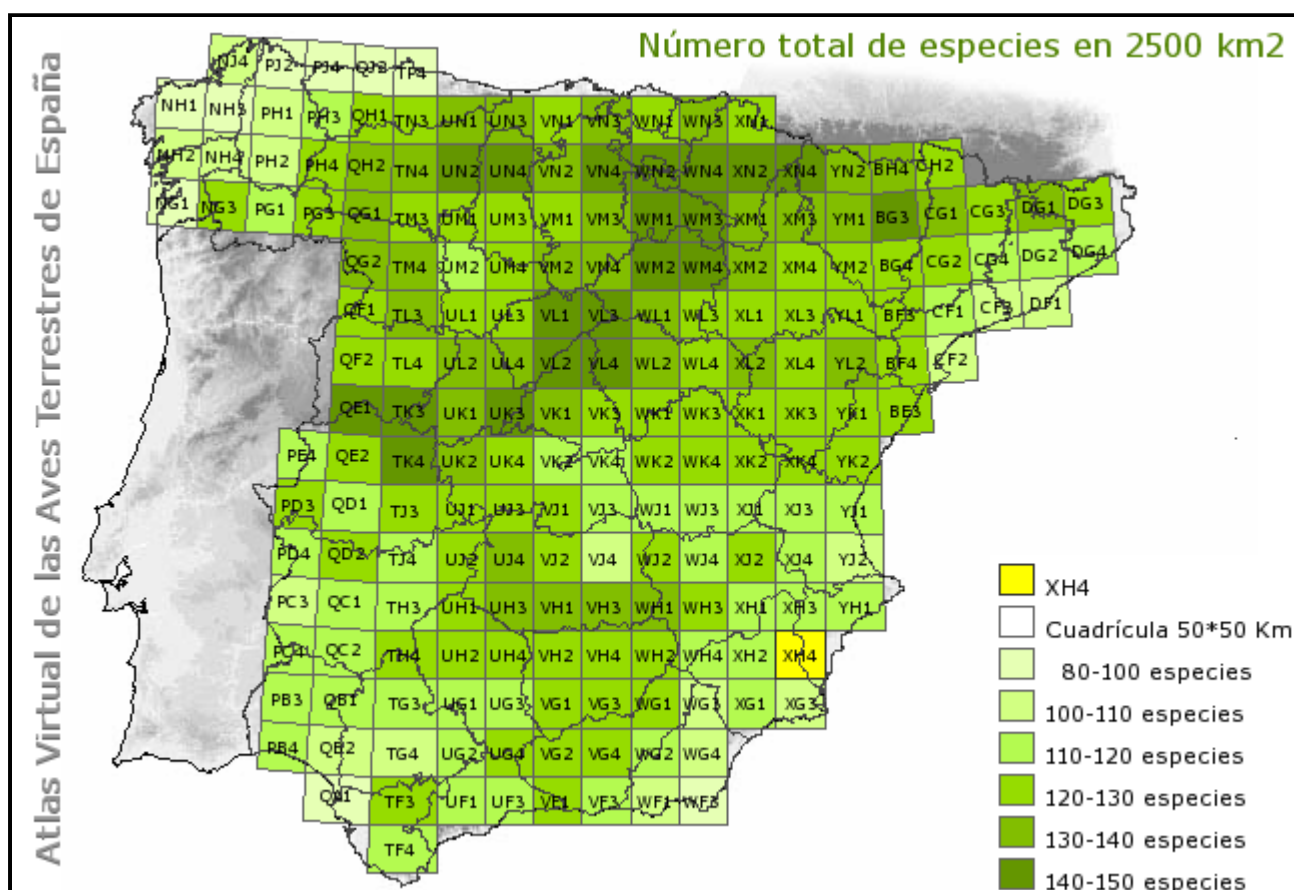 Atlas Virtual de las Aves Terrestres de España
Número total de especies en 2500 km2
NJ4 PJ2 PJ4 QJ2 TP4
NH1 NH3 PH1 PH3 QH1 TN3 UN1 UN3 VN1 VN3 WN1 WN3 XN1
NH2 NH4 PH2 PH4 QH2 TN4 UN2 UN4 VN2 VN4 WN2 WN4 XN2 XN4 YN2 BH4 CH2
NG1 NG3 PG1 PG3 QG1 TM3 UM1 UM3 VM1 VM3 WM1 WM3 XM1 XM3 YM1 BG3 CG1 CG3 DG1 DG3
QG2 TM4 UM2 UM4 VM2 VN4 WM2 WM4 XM2 XM4 YM2 BG4 CG2 CG4 DG2 DG4
QF1 TL3 UL1 UL3 VL1 VL3 WL1 WL3 XL1 XL3 YL1 BF3 CF1 CF3 DF1
QF2 TL4 UL2 UL4 VL2 VL4 WL2 WL4 XL2 XL4 YL2 BF4 CF2
QE1 TK3 UK1 UK3 VK1 VK3 WK1 WK3 XK1 XK3 YK1 BE3
PE4 QE2 TK4 UK2 UK4 VK2 VK4 WK2 WK4 XK2 XK4 YK2
PD3 QD1 TJ3 UJ1 UJ3 VJ1 VJ3 WJ1 WJ3 XJ1 XJ3 YJ1
PD4 QD2 TJ4 UJ2 UJ4 VJ2 VJ4 WJ2 WJ4 XJ2 XJ4 YJ2
PC3 QC1 TH3 UH1 UH3 VH1 VH3 WH1 WH3 XH1 XH3 YH1
PC4 QC2 TH4 UH2 UH4 VH2 VH4 WH2 WH4 XH2 XH4
PB3 QB1 TG3 UG1 UG3 VG1 VG3 WG1 WG3 XG1 XG3
PB4 QB2 TG4 UG2 UG4 VG2 VG4 WG2 WG4
TF3 UF1 UF3 VF1 VF3 WF1 WF3
TF4
XH4
Cuadrícula 50*50 Km
80-100 especies
100-110 especies
110-120 especies
120-130 especies
130-140 especies
140-150 especies